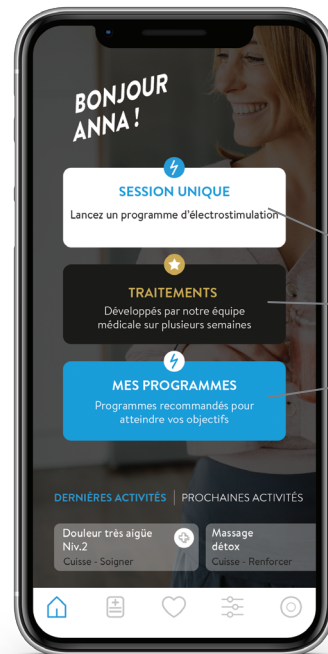 BONJOUR
ANNA !
SESSION UNIQUE
Lancez un programme d'électrostimulation
TRAITEMENTS
Développés par notre équipe
médicale sur plusieurs semaines
MES PROGRAMMES
Programmes recommandés pour
atteindre vos objectifs
DERNIÈRES ACTIVITÉS | PROCHAINES ACTIVITÉS
Douleur très aigüe
Niv.2
Cuisse - Soigner
Massage
détox
Cuisse - Renforcer